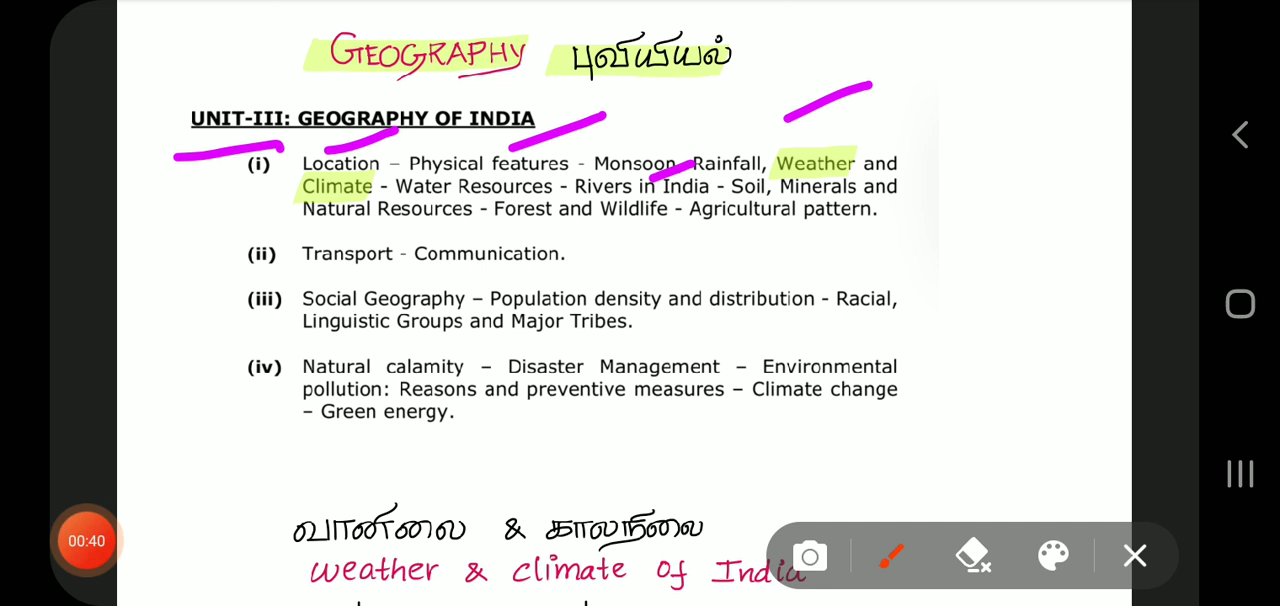 GEOGRAPHY புவியியல்
UNIT-III: GEOGRAPHY OF INDIA
(i) Location – Physical features - Monsoon, Rainfall, Weather and
Climate - Water Resources - Rivers in India - Soil, Minerals and
Natural Resources - Forest and Wildlife - Agricultural pattern.
(ii) Transport - Communication.
(iii) Social Geography – Population density and distribution - Racial,
Linguistic Groups and Major Tribes.
(iv) Natural calamity – Disaster Management – Environmental
pollution: Reasons and preventive measures – Climate change
– Green energy.
வானிலை & காலநிலை
weather & climate of India
00:40